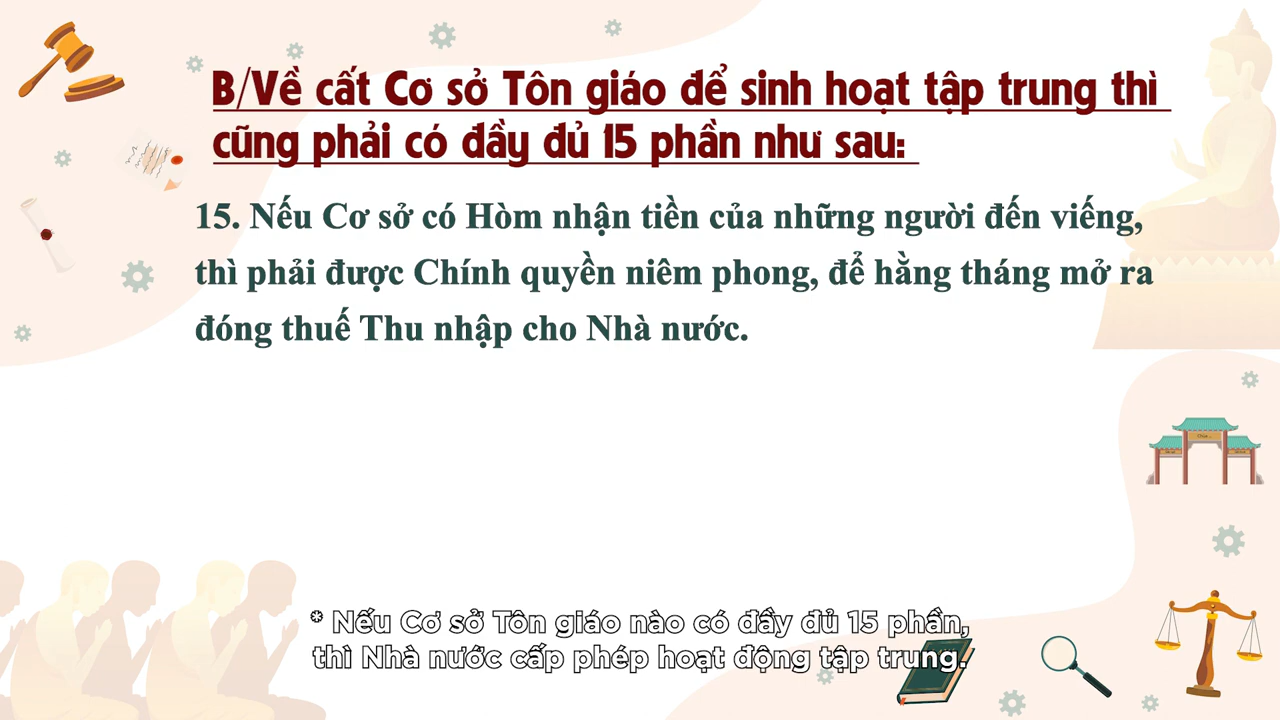 B/Về cất Cơ sở Tôn giáo để sinh hoạt tập trung thì
cũng phải có đầy đủ 15 phần như sau:
15. Nếu Cơ sở có Hòm nhận tiền của những người đến viếng,
thì phải được Chính quyền niêm phong, để hằng tháng mở ra
đóng thuế Thu nhập cho Nhà nước.
* Nếu Cơ sở Tôn giáo nào có đầy đủ 15 phần,
thì Nhà nước cấp phép hoạt động tập trung.